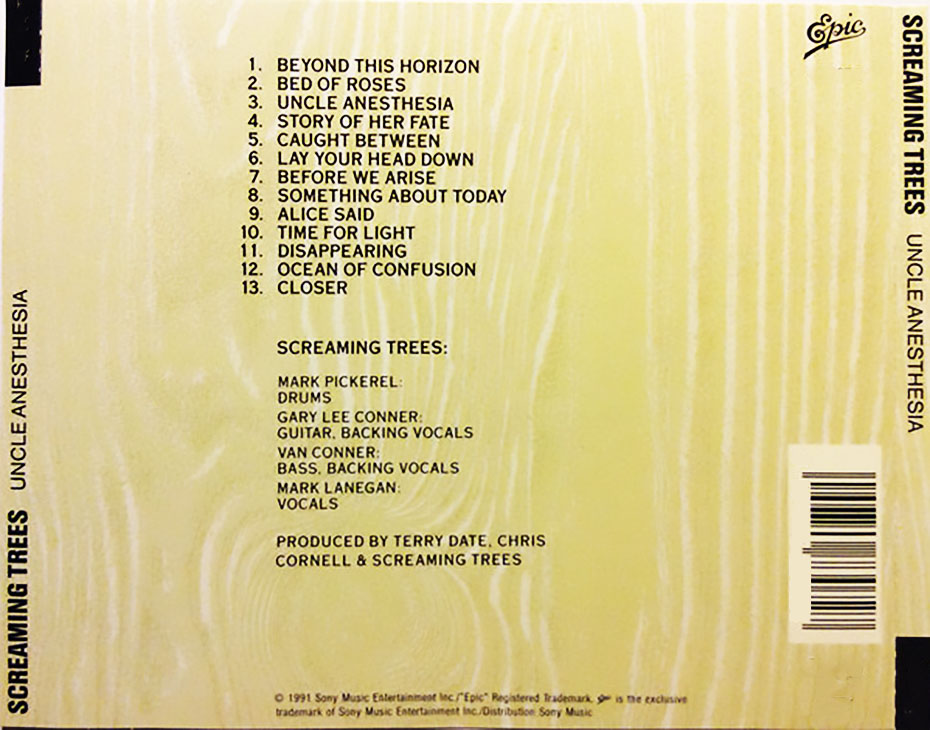 Epic
1. BEYOND THIS HORIZON
2. BED OF ROSES
3. UNCLE ANESTHESIA
4. STORY OF HER FATE
5. CAUGHT BETWEEN
6. LAY YOUR HEAD DOWN
7. BEFORE WE ARISE
8. SOMETHING ABOUT TODAY
9. ALICE SAID
10. TIME FOR LIGHT
11. DISAPPEARING
12. OCEAN OF CONFUSION
13. CLOSER
SCREAMING TREES:
MARK PICKEREL:
DRUMS
GARY LEE CONNER:
GUITAR, BACKING VOCALS
VAN CONNER:
BASS, BACKING VOCALS
MARK LANEGAN:
VOCALS
PRODUCED BY TERRY DATE, CHRIS
CORNELL & SCREAMING TREES
© 1991 Sony Music Entertainment Inc./"Epic" Registered Trademark, is the exclusive
trademark of Sony Music Entertainment Inc./Distribution Sony Music
SCREAMING TREES UNCLE ANESTHESIA
SCREAMING TREES UNCLE ANESTHESIA